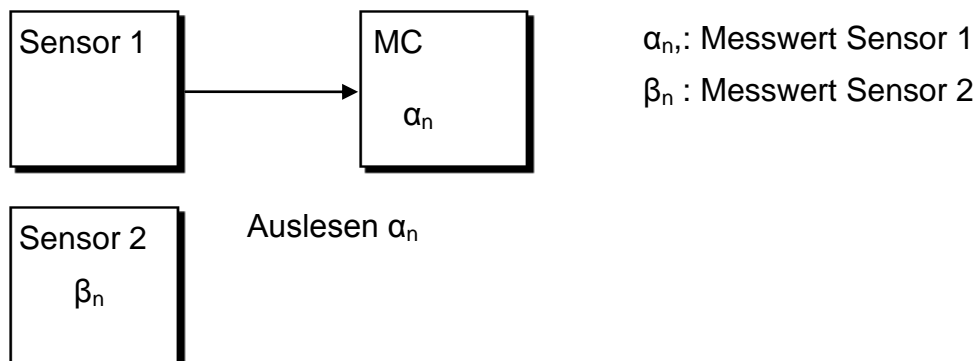 Sensor 1
MC
αₙ
αₙ,: Messwert Sensor 1
βₙ : Messwert Sensor 2
Sensor 2
βₙ
Auslesen αₙ